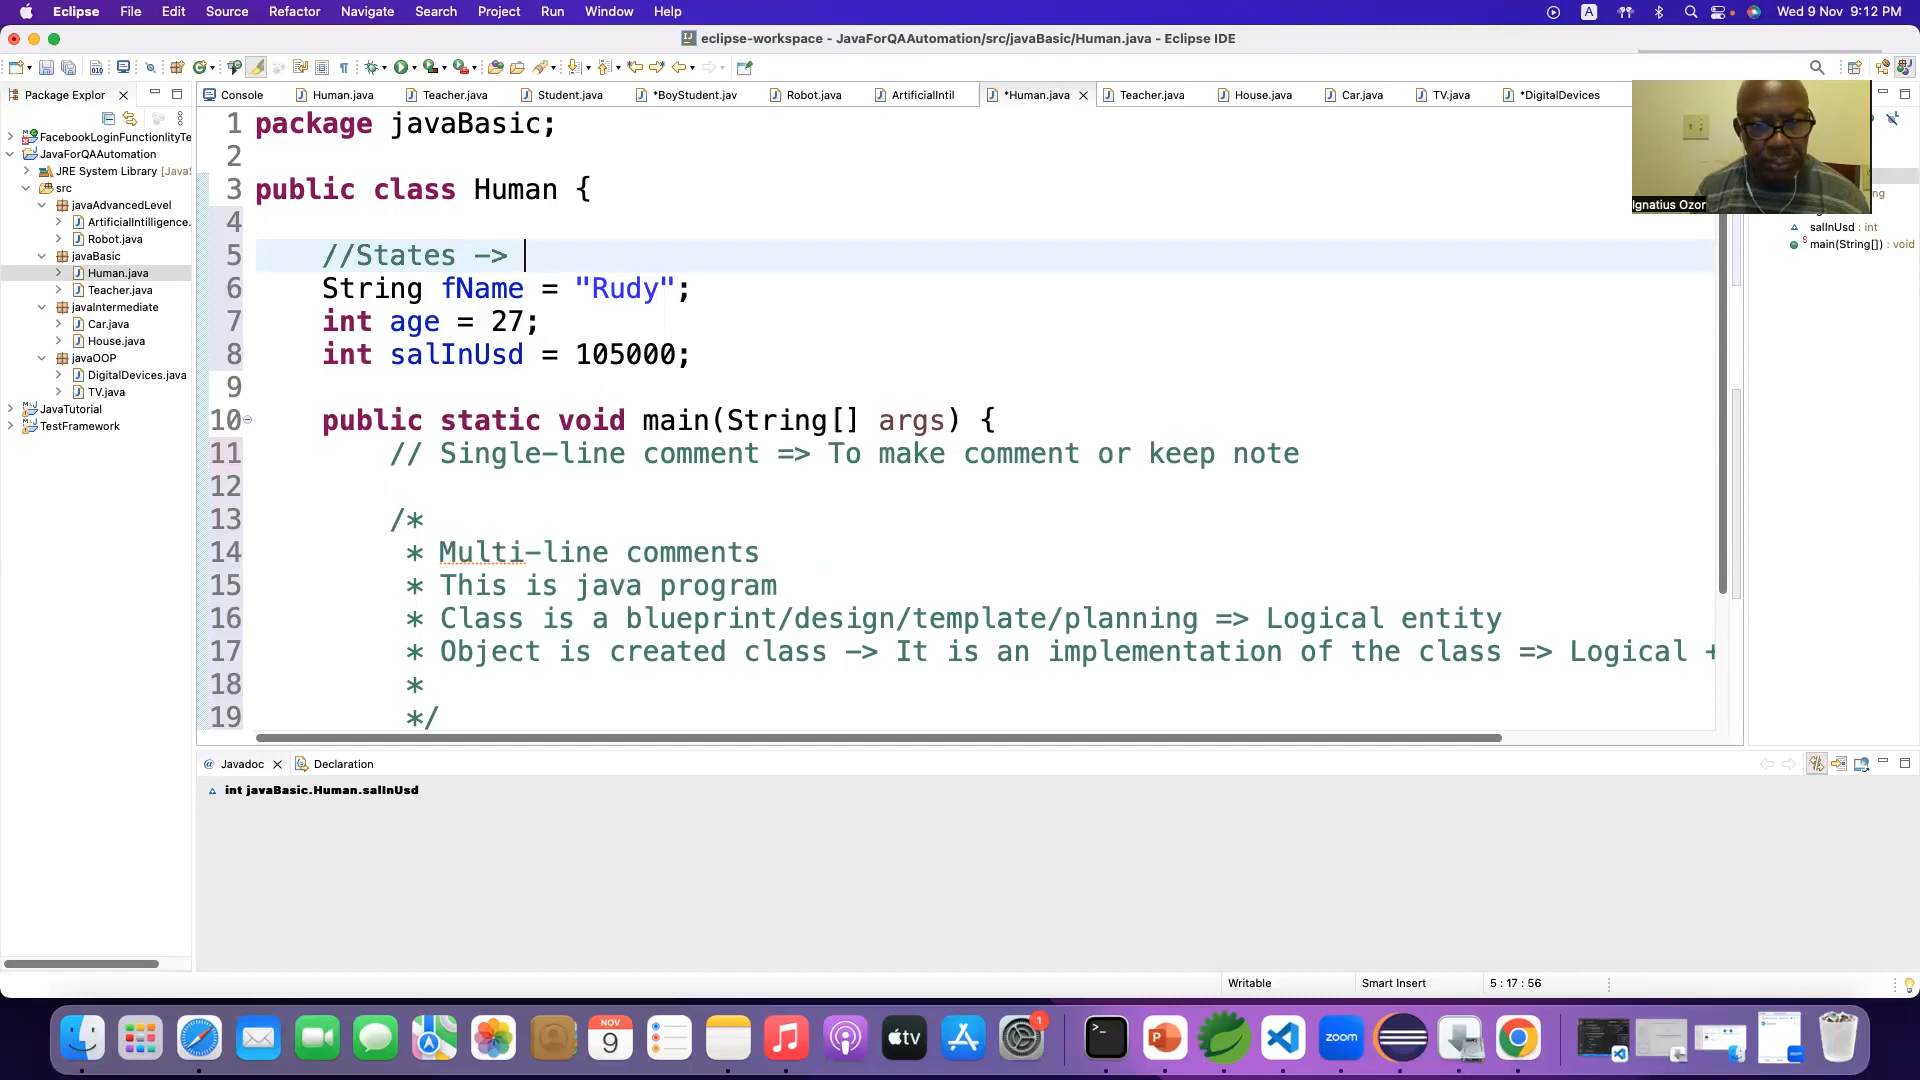 Eclipse File Edit Source Refactor Navigate Search Project Run Window Help
A Wed 9 Nov 9:12 PM
eclipse-workspace - JavaForQAAutomation/src/javaBasic/Human.java - Eclipse IDE
Package Explor
Console Human.java Teacher.java Student.java *BoyStudent.jav Robot.java ArtificialIntil *Human.java Teacher.java House.java Car.java TV.java *DigitalDevices
FacebookLoginFunctionlityTe
JavaForQAAutomation
JRE System Library [Java
src
javaAdvancedLevel
ArtificialIntilligence.
Robot.java
javaBasic
Human.java
Teacher.java
javaIntermediate
Car.java
House.java
javaOOP
DigitalDevices.java
TV.java
JavaTutorial
TestFramework
1 package javaBasic;
2
3 public class Human {
4
5 //States ->
6 String fName = "Rudy";
7 int age = 27;
8 int salInUsd = 105000;
9
10 public static void main(String[] args) {
11 // Single-line comment => To make comment or keep note
12
13 /*
14 * Multi-line comments
15 * This is java program
16 * Class is a blueprint/design/template/planning => Logical entity
17 * Object is created class -> It is an implementation of the class => Logical +
18 *
19 */
Ignatius Ozor
ng
salInUsd : int
main(String[]) : void
Javadoc Declaration
int javaBasic.Human.salInUsd
Writable Smart Insert 5 : 17 : 56
NOV
9
tv
1
zoom